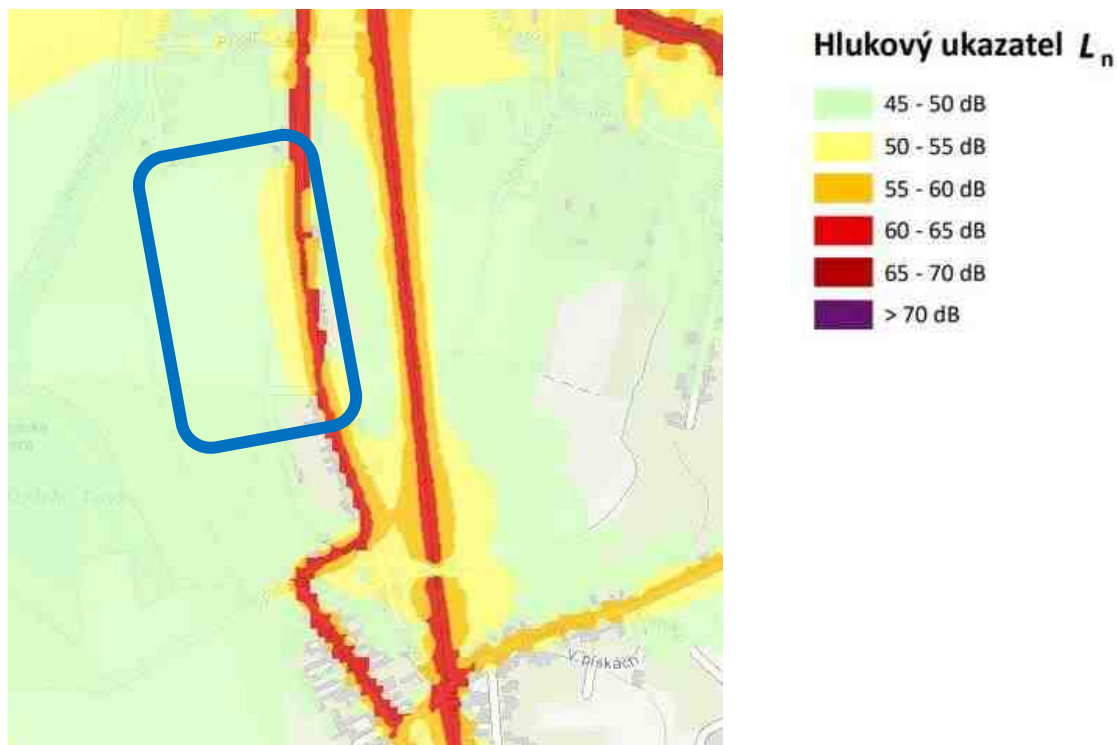 Hlukový ukazatel Ln
45 - 50 dB
50 - 55 dB
55 - 60 dB
60 - 65 dB
65 - 70 dB
> 70 dB
V pískách